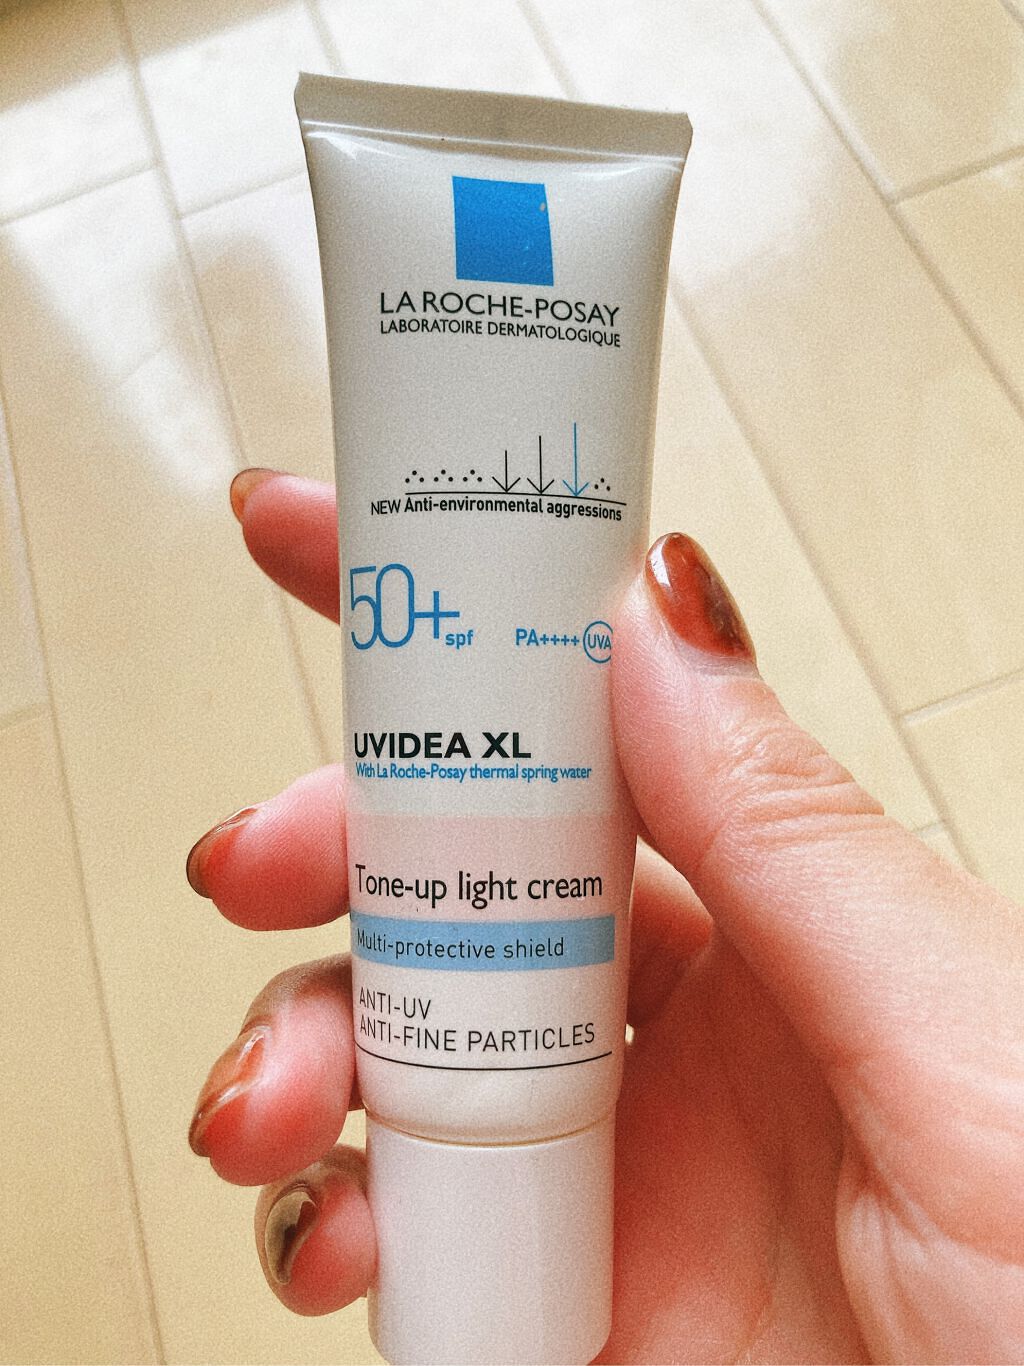 LA ROCHE-POSAY
LABORATOIRE DERMATOLOGIQUE
NEW Anti-environmental aggressions
50+ spf PA++++ UVA
UVIDEA XL
With La Roche-Posay thermal spring water
Tone-up light cream
Multi-protective shield
ANTI-UV
ANTI-FINE PARTICLES